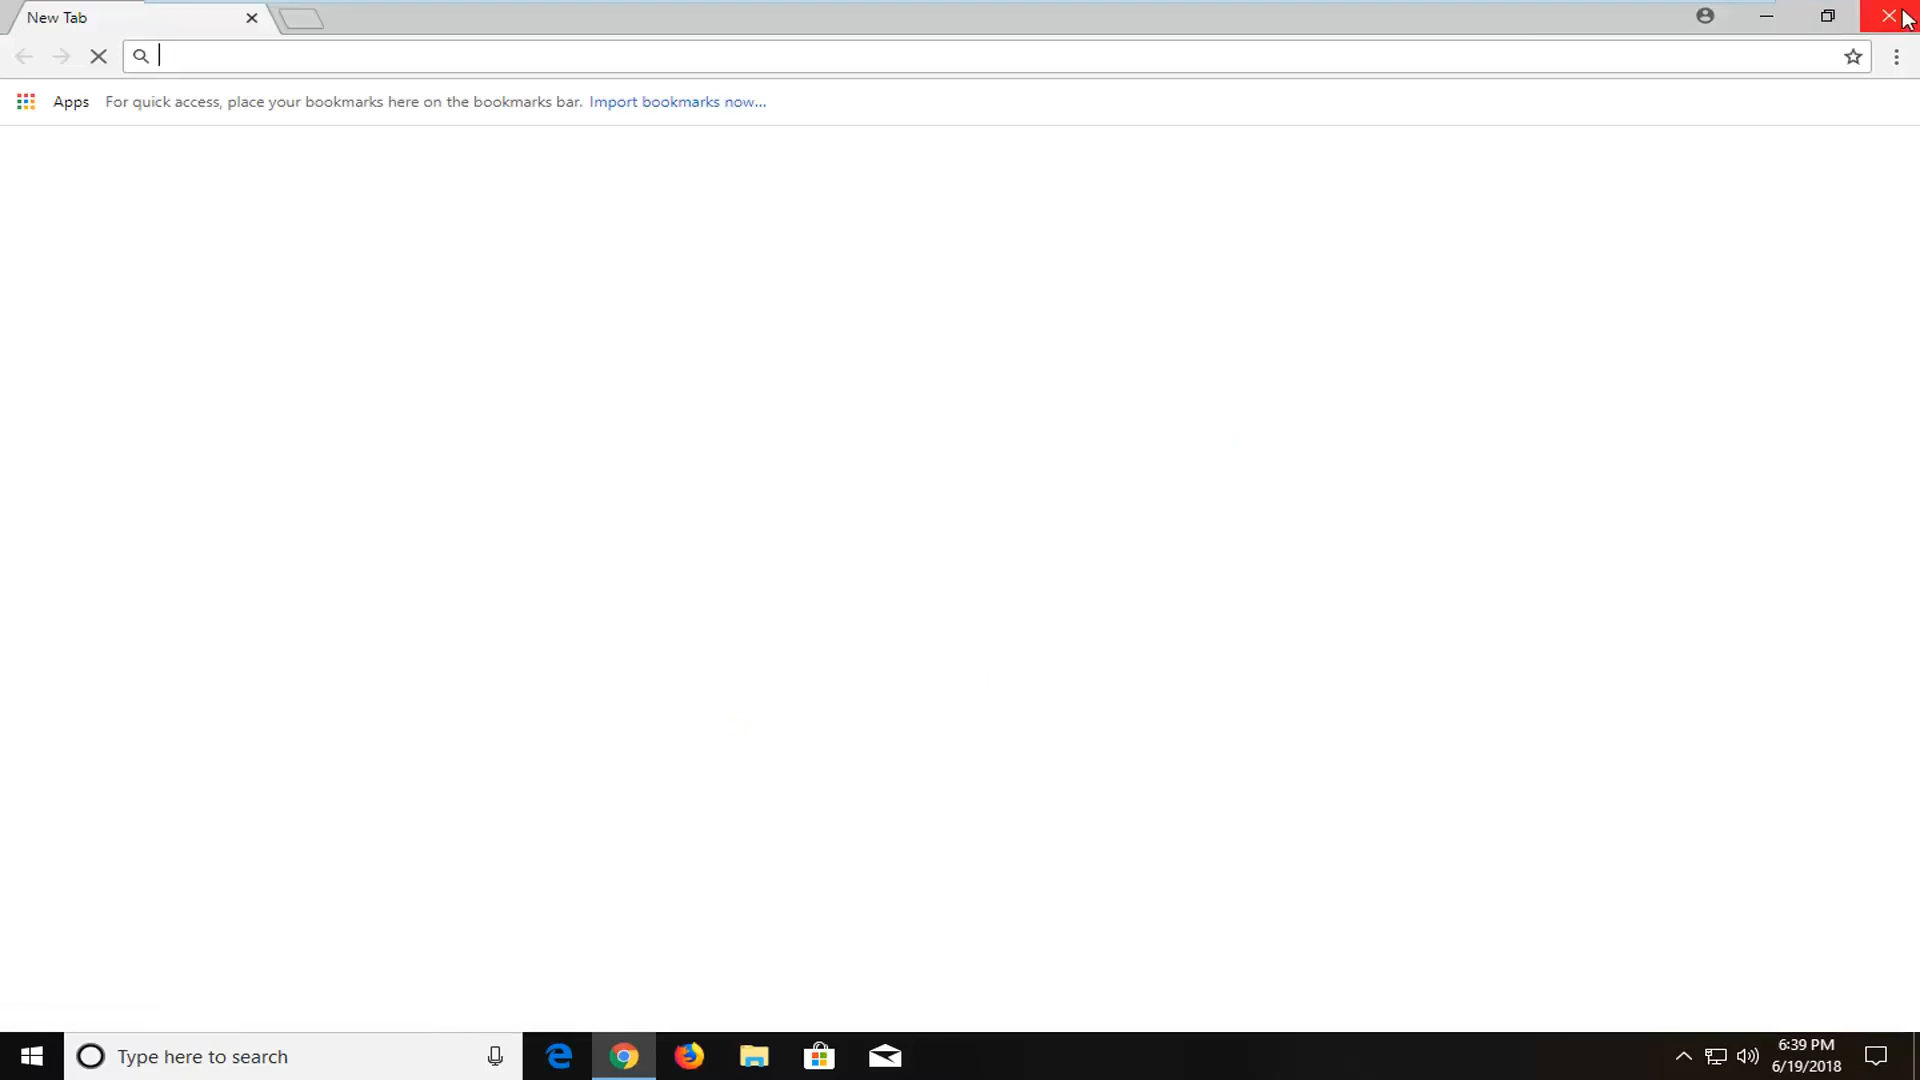 New Tab
Apps For quick access, place your bookmarks here on the bookmarks bar. Import bookmarks now...
Type here to search
6:39 PM
6/19/2018